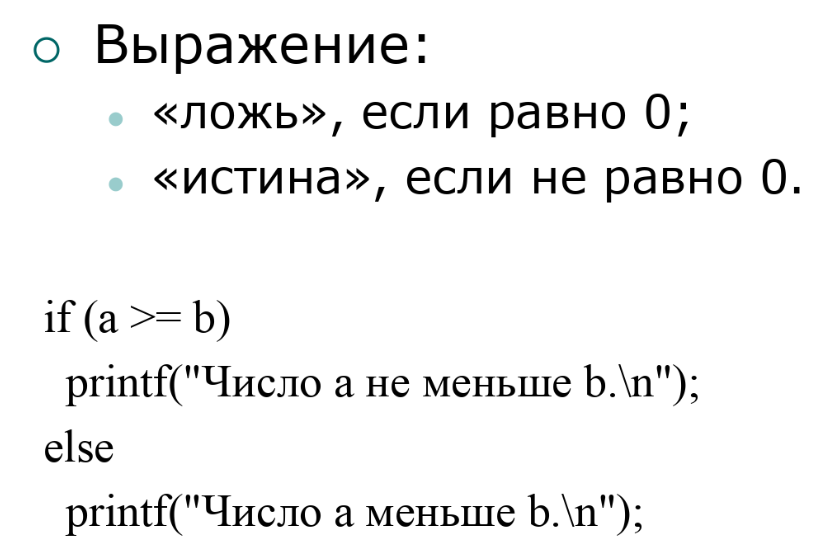 Выражение:
«ложь», если равно 0;
«истина», если не равно 0.
if (a >= b)
printf("Число a не меньше b.\n");
else
printf("Число a меньше b.\n");